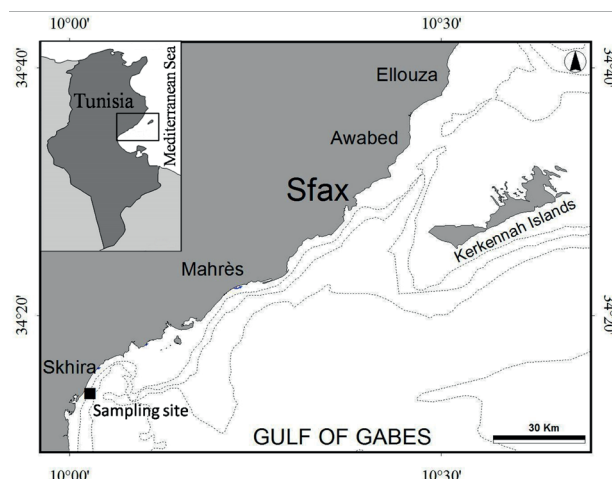 10°00'
10°30'
34°40'
34°40'
Tunisia
Mediterranean Sea
Ellouza
Awabed
Sfax
Kerkennah Islands
Mahrès
34°20'
34°20'
Skhira
Sampling site
GULF OF GABES
30 Km
10°00'
10°30'